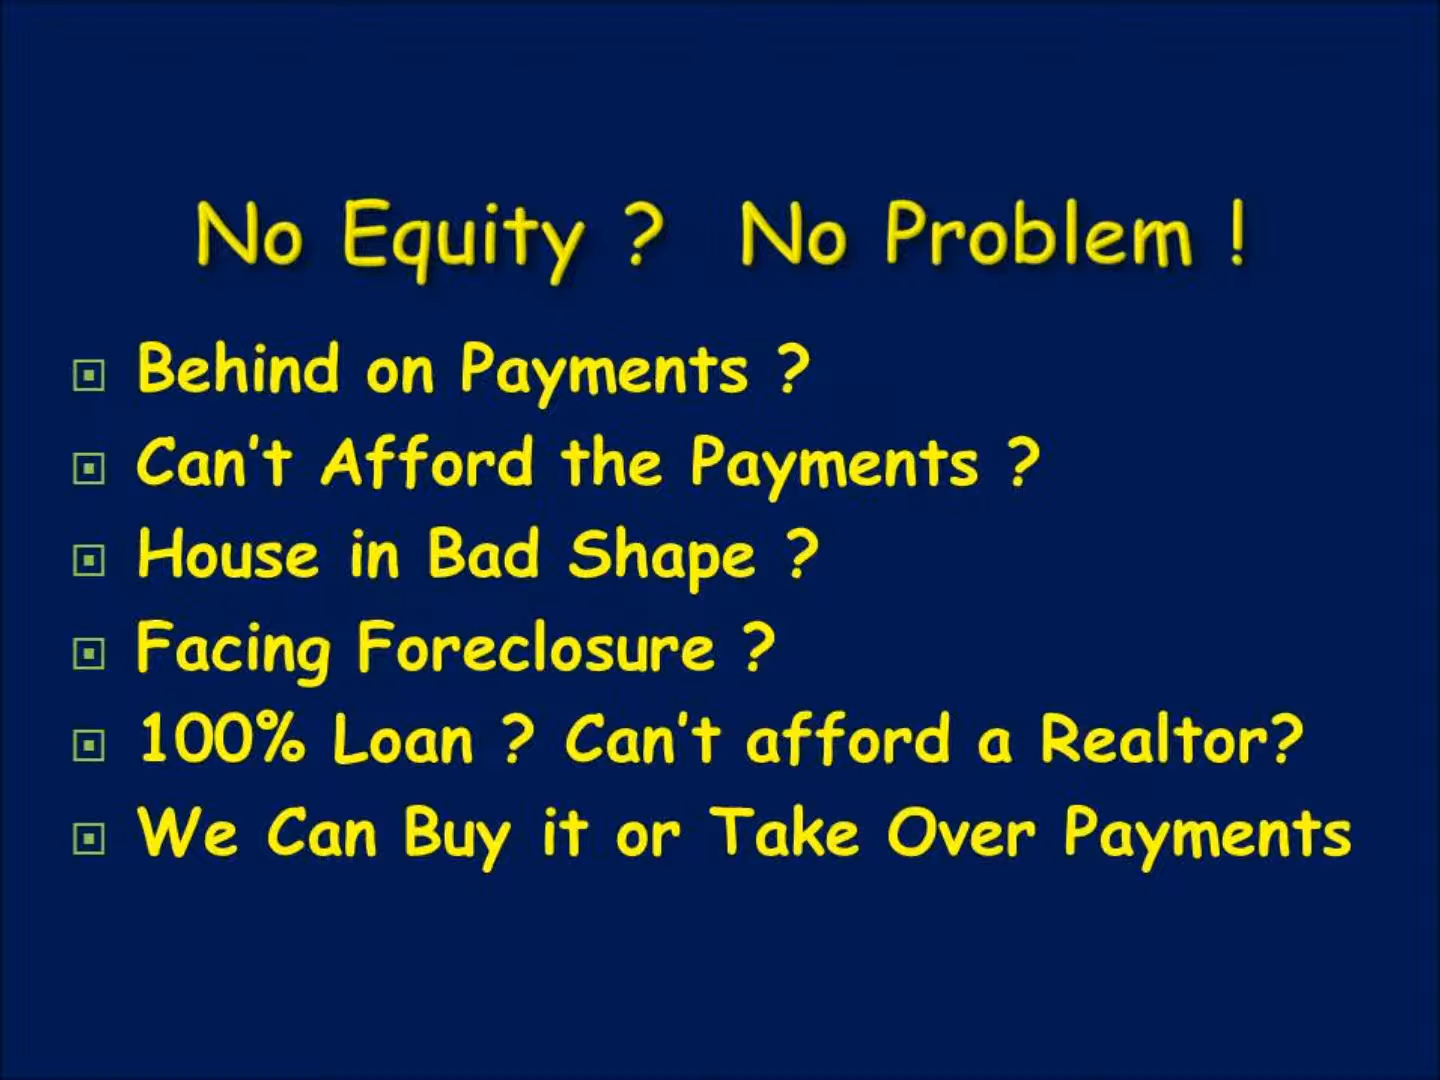 No Equity ? No Problem !
Behind on Payments ?
Can't Afford the Payments ?
House in Bad Shape ?
Facing Foreclosure ?
100% Loan ? Can't afford a Realtor?
We Can Buy it or Take Over Payments